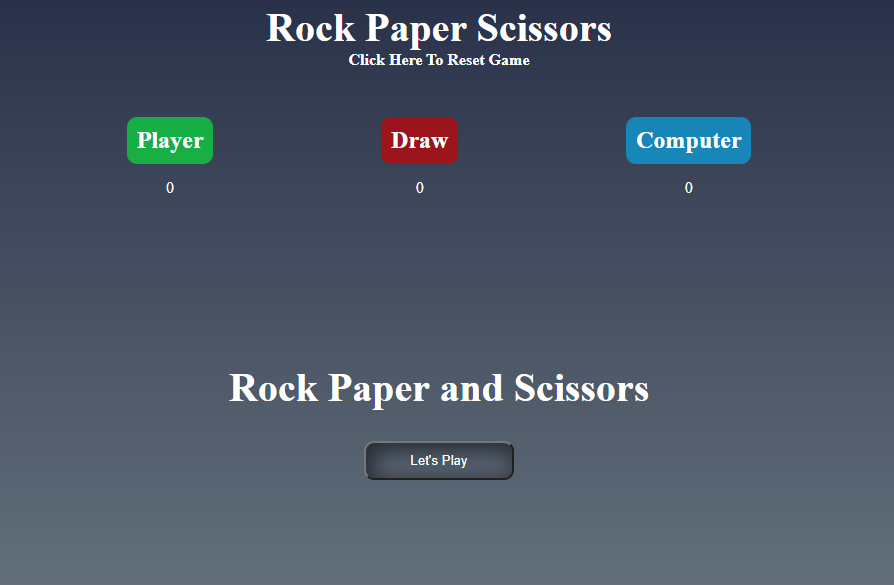 Rock Paper Scissors
Click Here To Reset Game
Player Draw Computer
0 0 0
Rock Paper and Scissors
Let's Play